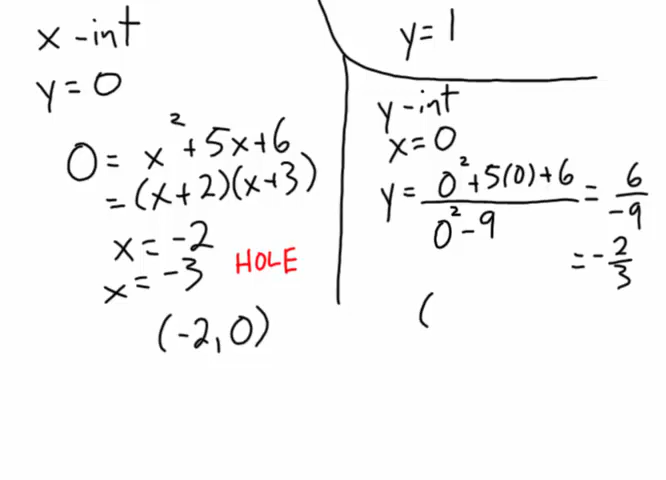 x-int
y=0
0= x²+5x+6
=(x+2)(x+3)
x=-2
x=-3 HOLE
(-2,0)
y=1
y-int
x=0
y= (0²+5(0)+6)/(0²-9) = 6/-9
=-2/3
(